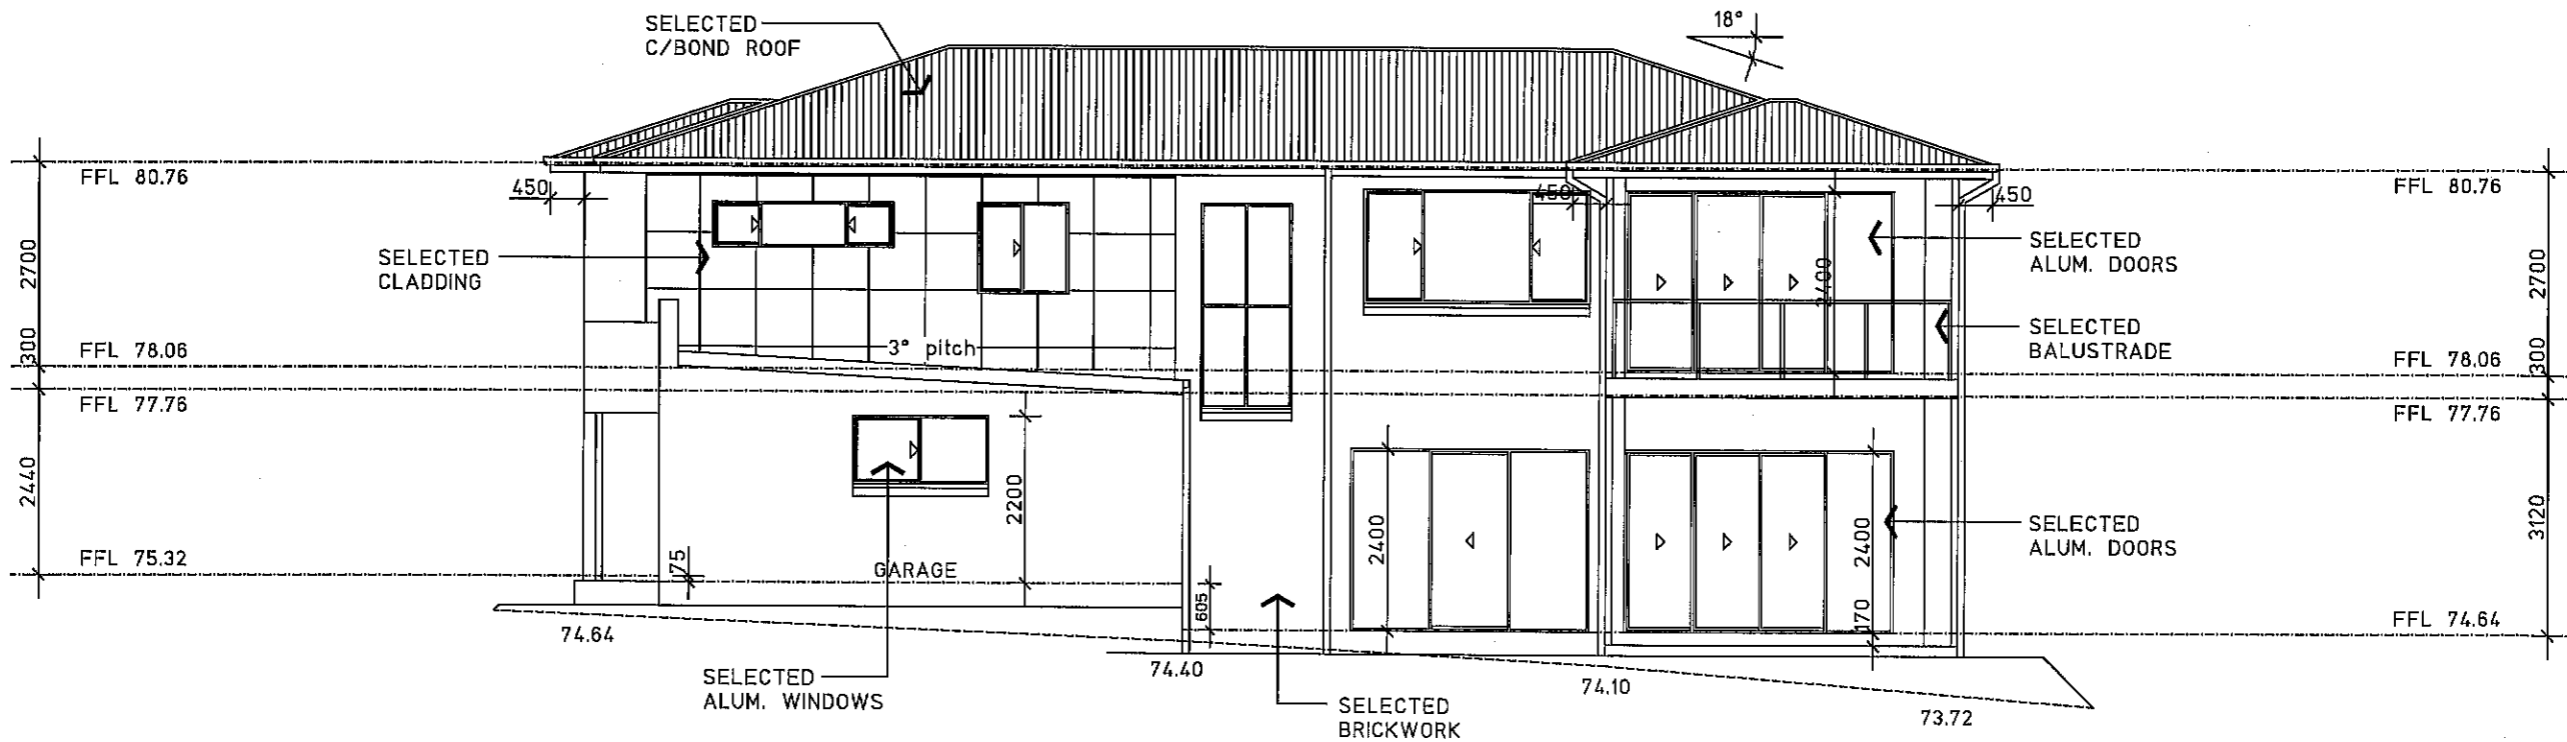 SELECTED
C/BOND ROOF
18°
FFL 80.76
FFL 80.76
450
450
450
SELECTED
CLADDING
SELECTED
ALUM. DOORS
2700
2400
2700
SELECTED
BALUSTRADE
3° pitch
300
FFL 78.06
FFL 78.06
300
FFL 77.76
FFL 77.76
2440
2200
2400
2400
3120
SELECTED
ALUM. DOORS
FFL 75.32
75
GARAGE
605
170
FFL 74.64
74.64
74.40
74.10
73.72
SELECTED
ALUM. WINDOWS
SELECTED
BRICKWORK